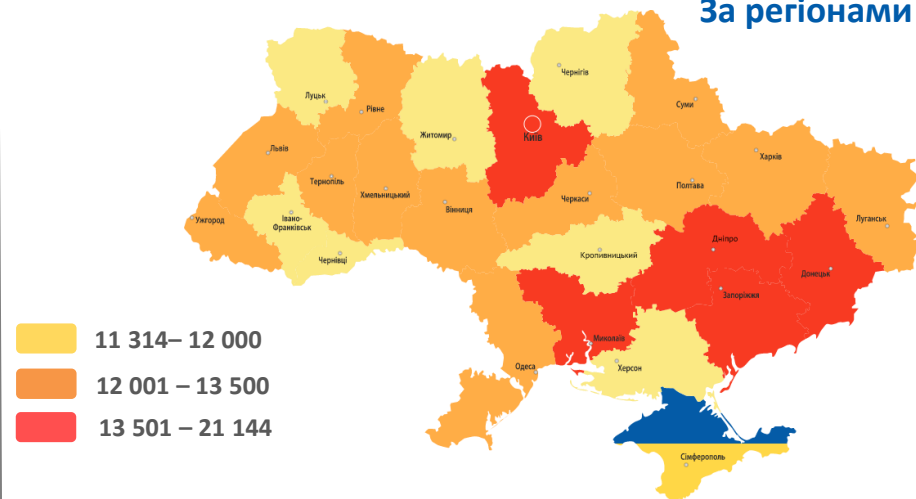 За регіонами
Чернігів
Луцьк
Рівне
Суми
Житомир
Київ
Львів
Харків
Тернопіль
Хмельницький
Полтава
Черкаси
Вінниця
Ужгород
Івано-
Франківськ
Луганськ
Дніпро
Кропивницький
Чернівці
Донецьк
Запоріжжя
11 314– 12 000
Миколаїв
Одеса
Херсон
12 001 – 13 500
13 501 – 21 144
Сімферополь